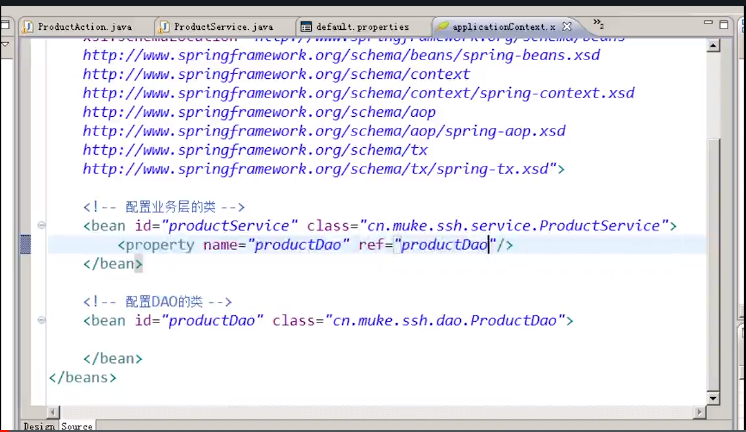 ProductAction.java
ProductService.java
default.properties
applicationContext.x
http://www.springframework.org/schema/beans/spring-beans.xsd
http://www.springframework.org/schema/context
http://www.springframework.org/schema/context/spring-context.xsd
http://www.springframework.org/schema/aop
http://www.springframework.org/schema/aop/spring-aop.xsd
http://www.springframework.org/schema/tx
http://www.springframework.org/schema/tx/spring-tx.xsd">
<!-- 配置业务层的类 -->
<bean id="productService" class="cn.muke.ssh.service.ProductService">
<property name="productDao" ref="productDao"/>
</bean>
<!-- 配置DAO的类 -->
<bean id="productDao" class="cn.muke.ssh.dao.ProductDao">
</bean>
</beans>
Design Source